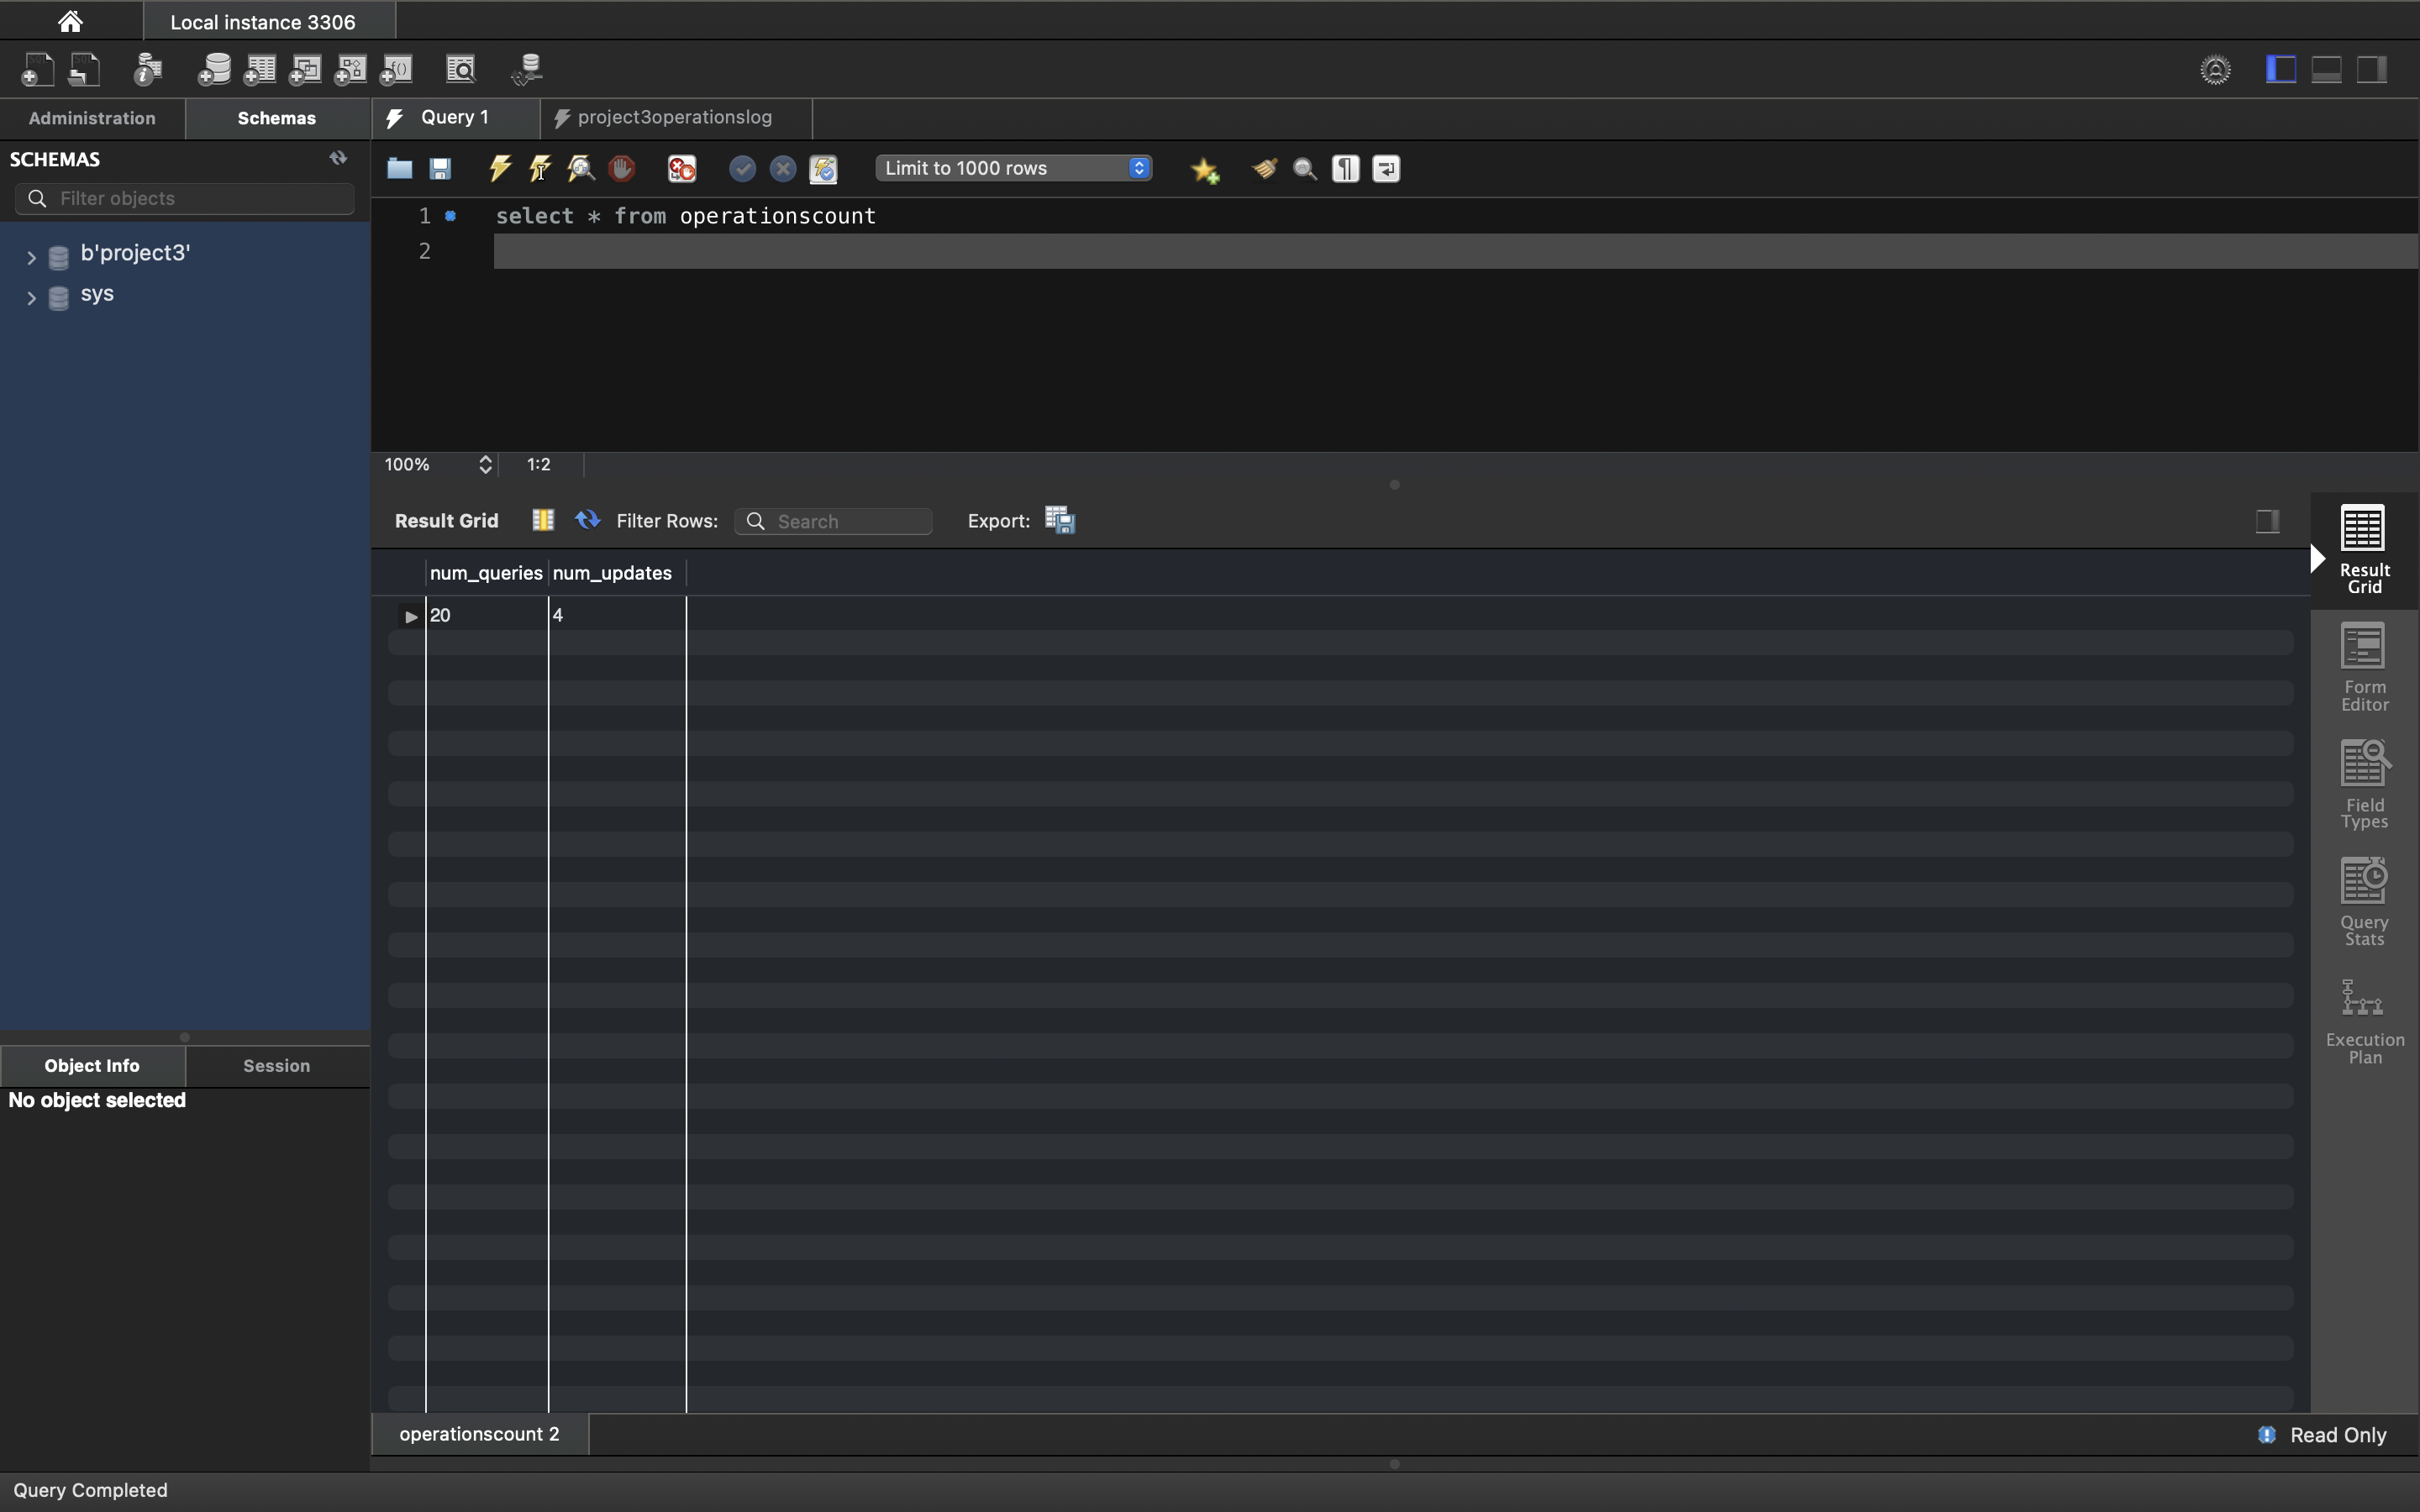 Local instance 3306
Administration
Schemas
Query 1
project3operationslog
SCHEMAS
Filter objects
Limit to 1000 rows
1
select * from operationscount
2
b'project3'
sys
100%
1:2
Result Grid
Filter Rows:
Search
Export:
num_queries
num_updates
20
4
Result
Grid
Form
Editor
Field
Types
Query
Stats
Execution
Plan
Object Info
Session
No object selected
operationscount 2
Read Only
Query Completed